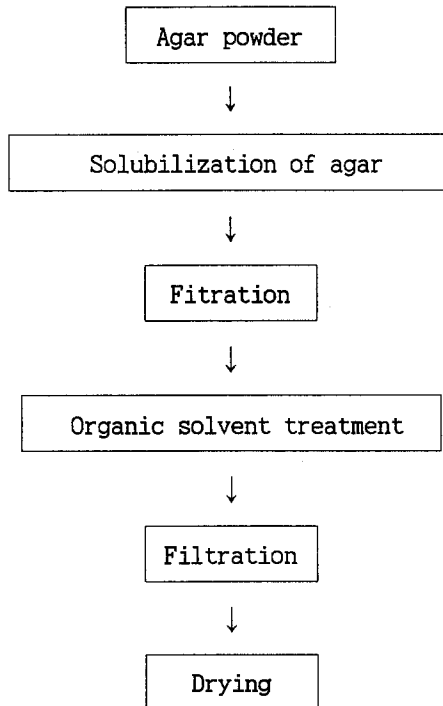 Agar powder
↓
Solubilization of agar
↓
Fitration
↓
Organic solvent treatment
↓
Filtration
↓
Drying